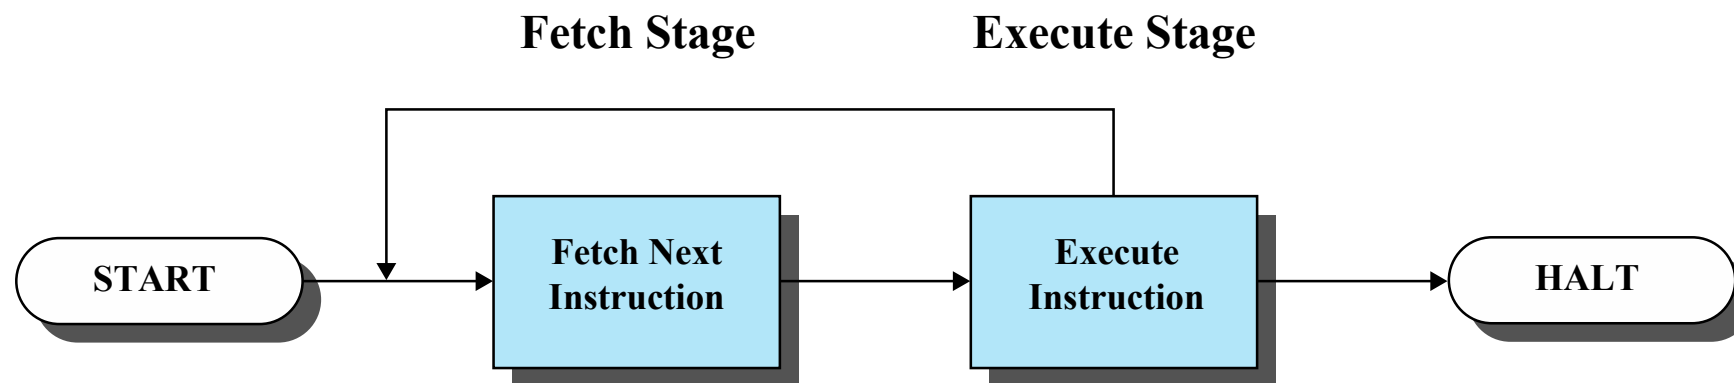 Fetch Stage
Execute Stage
START
Fetch Next
Instruction
Execute
Instruction
HALT